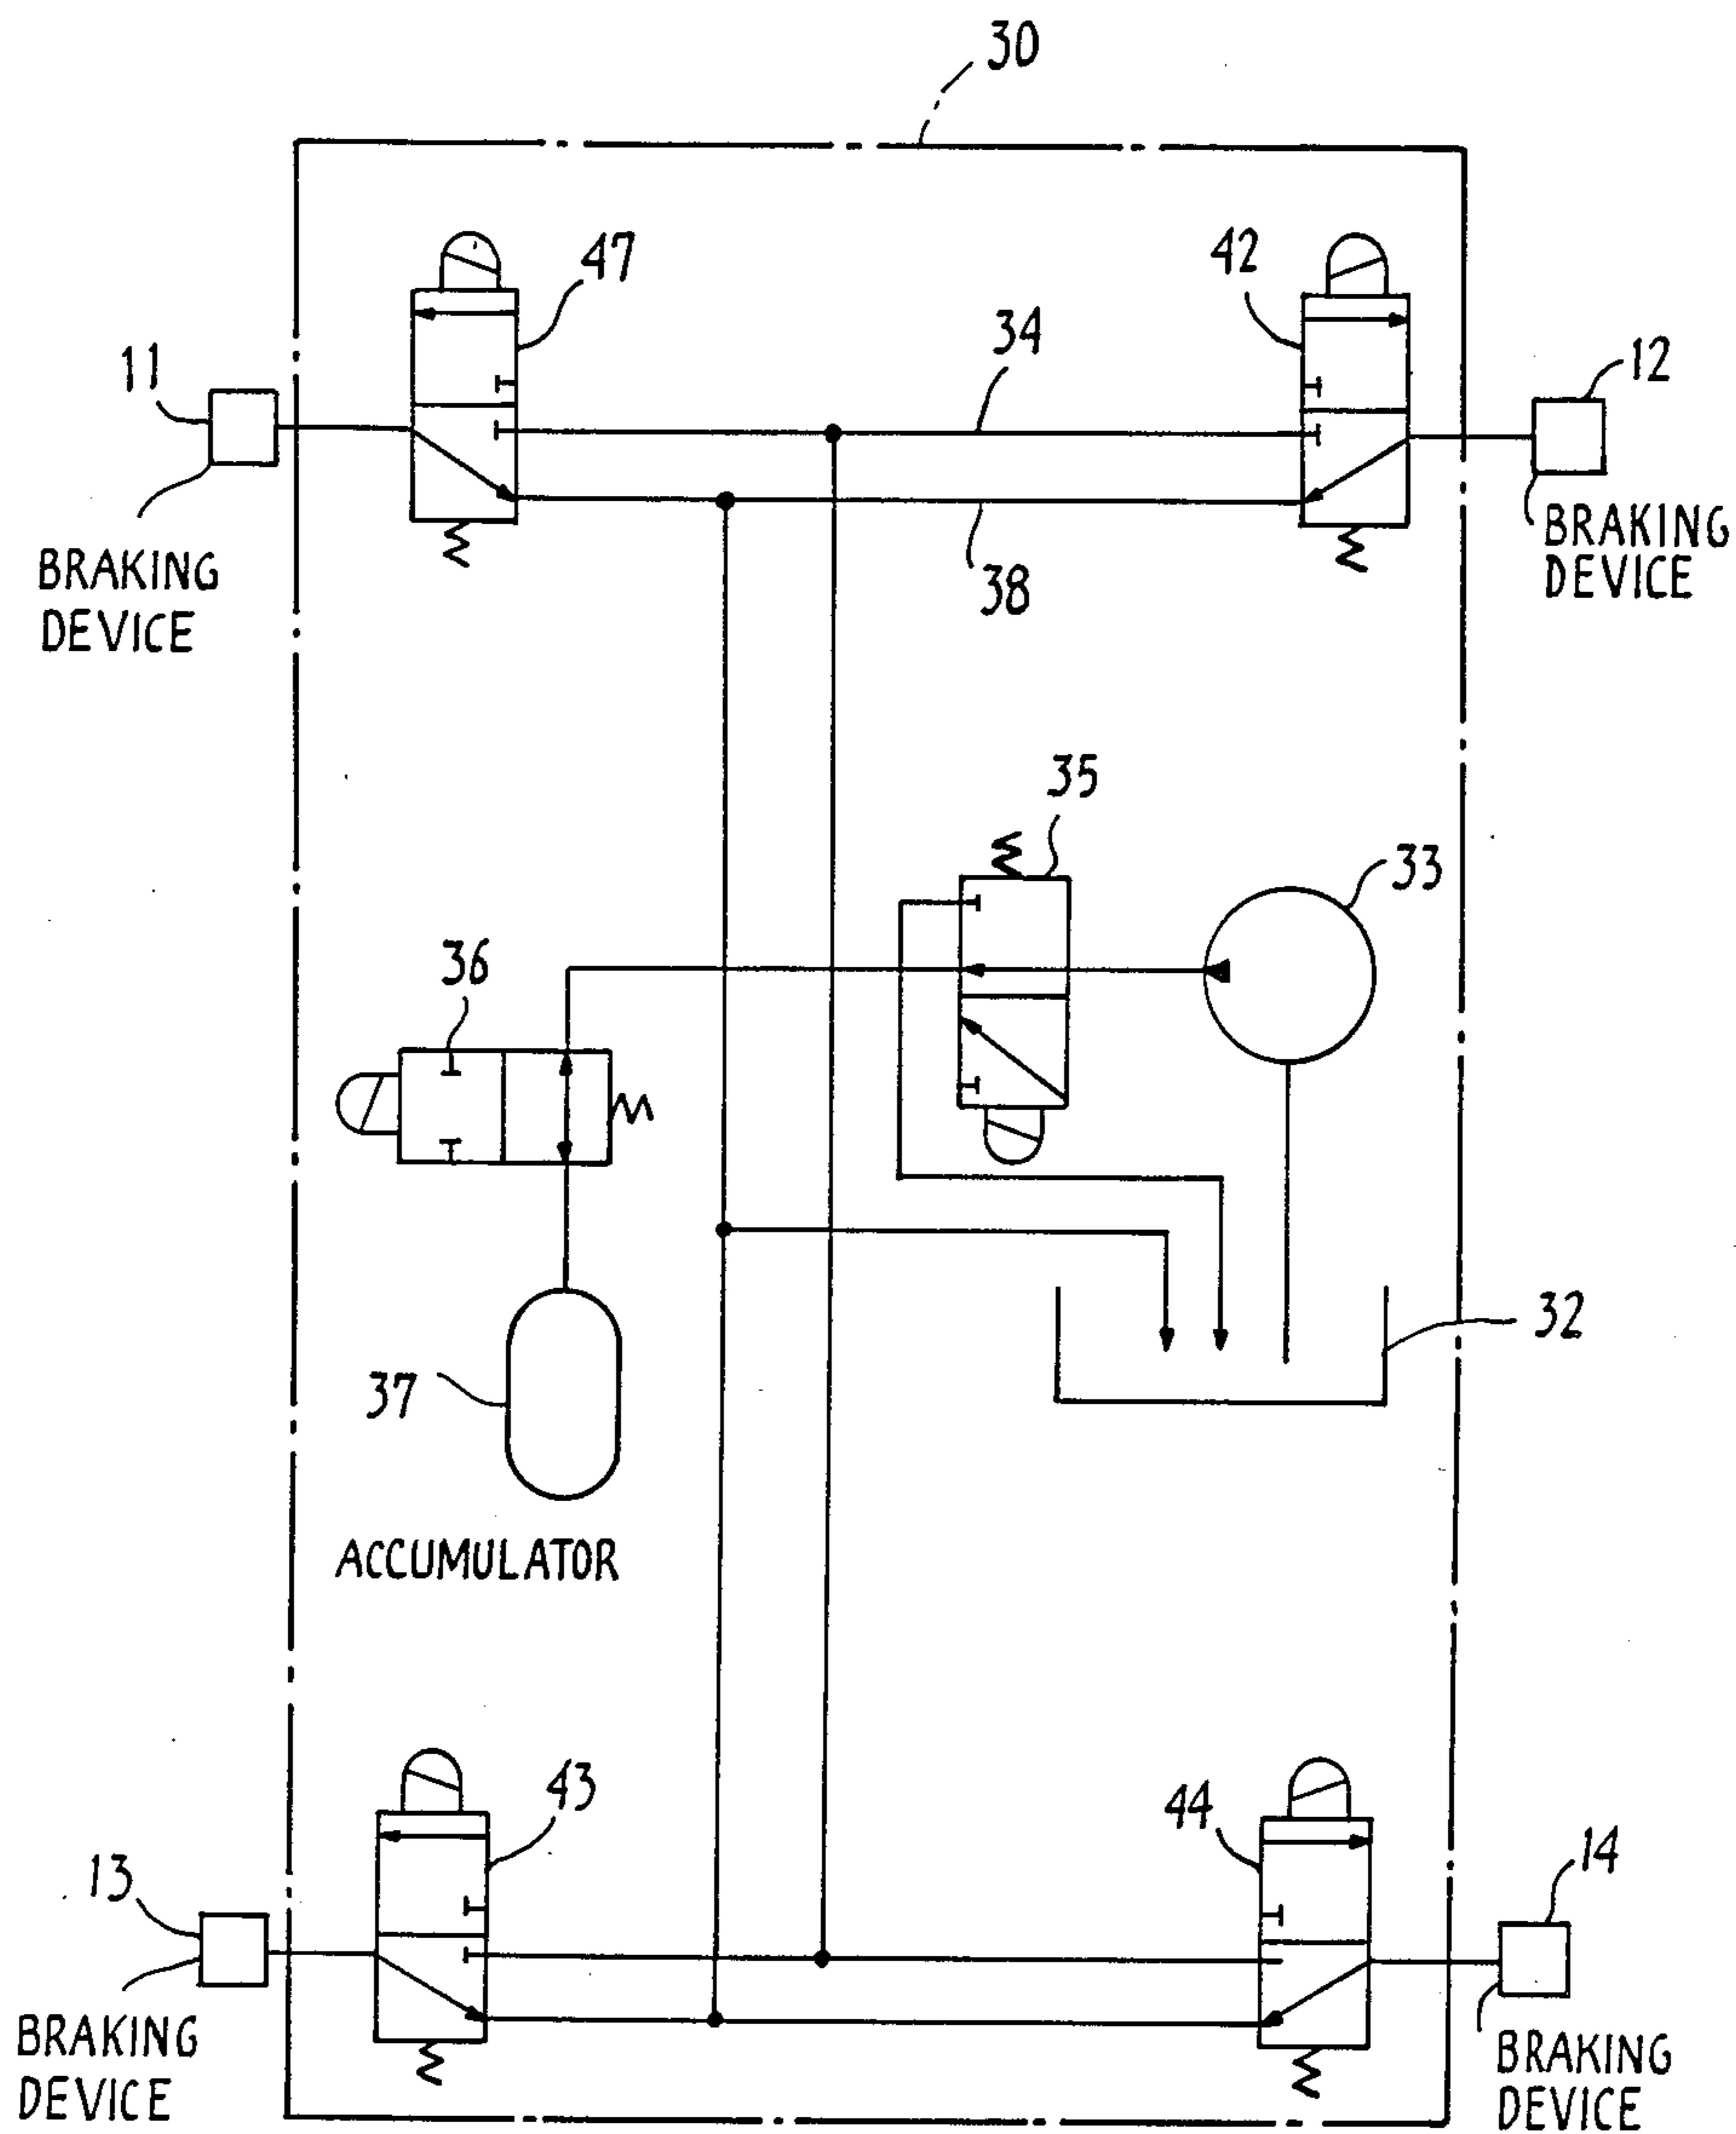 30
47
42
34
11
12
BRAKING
DEVICE
38
BRAKING
DEVICE
35
33
36
32
37
ACCUMULATOR
43
44
13
14
BRAKING
DEVICE
BRAKING
DEVICE